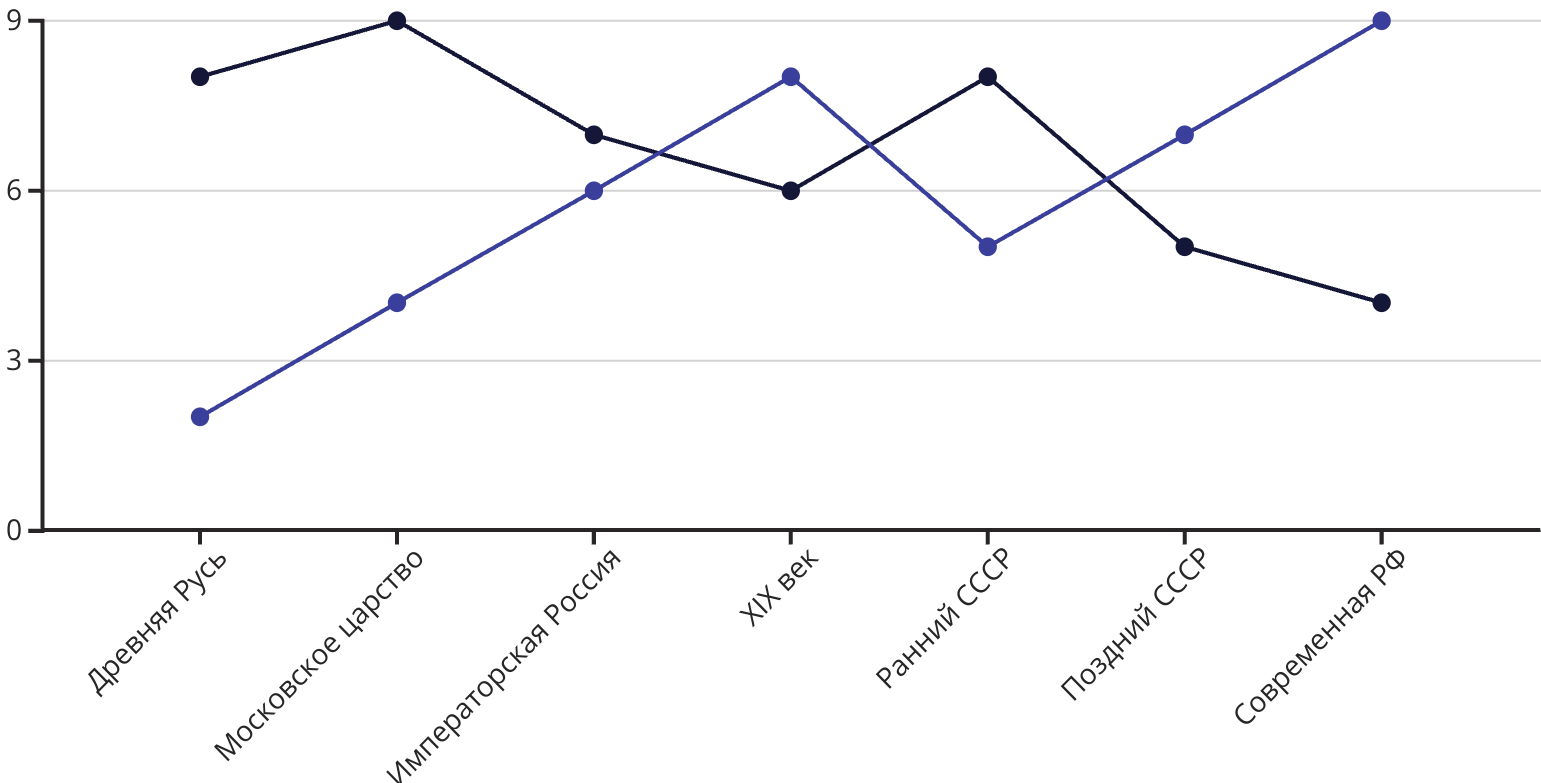 9
6
3
0
Древняя Русь
Московское царство
Императорская Россия
XIX век
Ранний СССР
Поздний СССР
Современная РФ